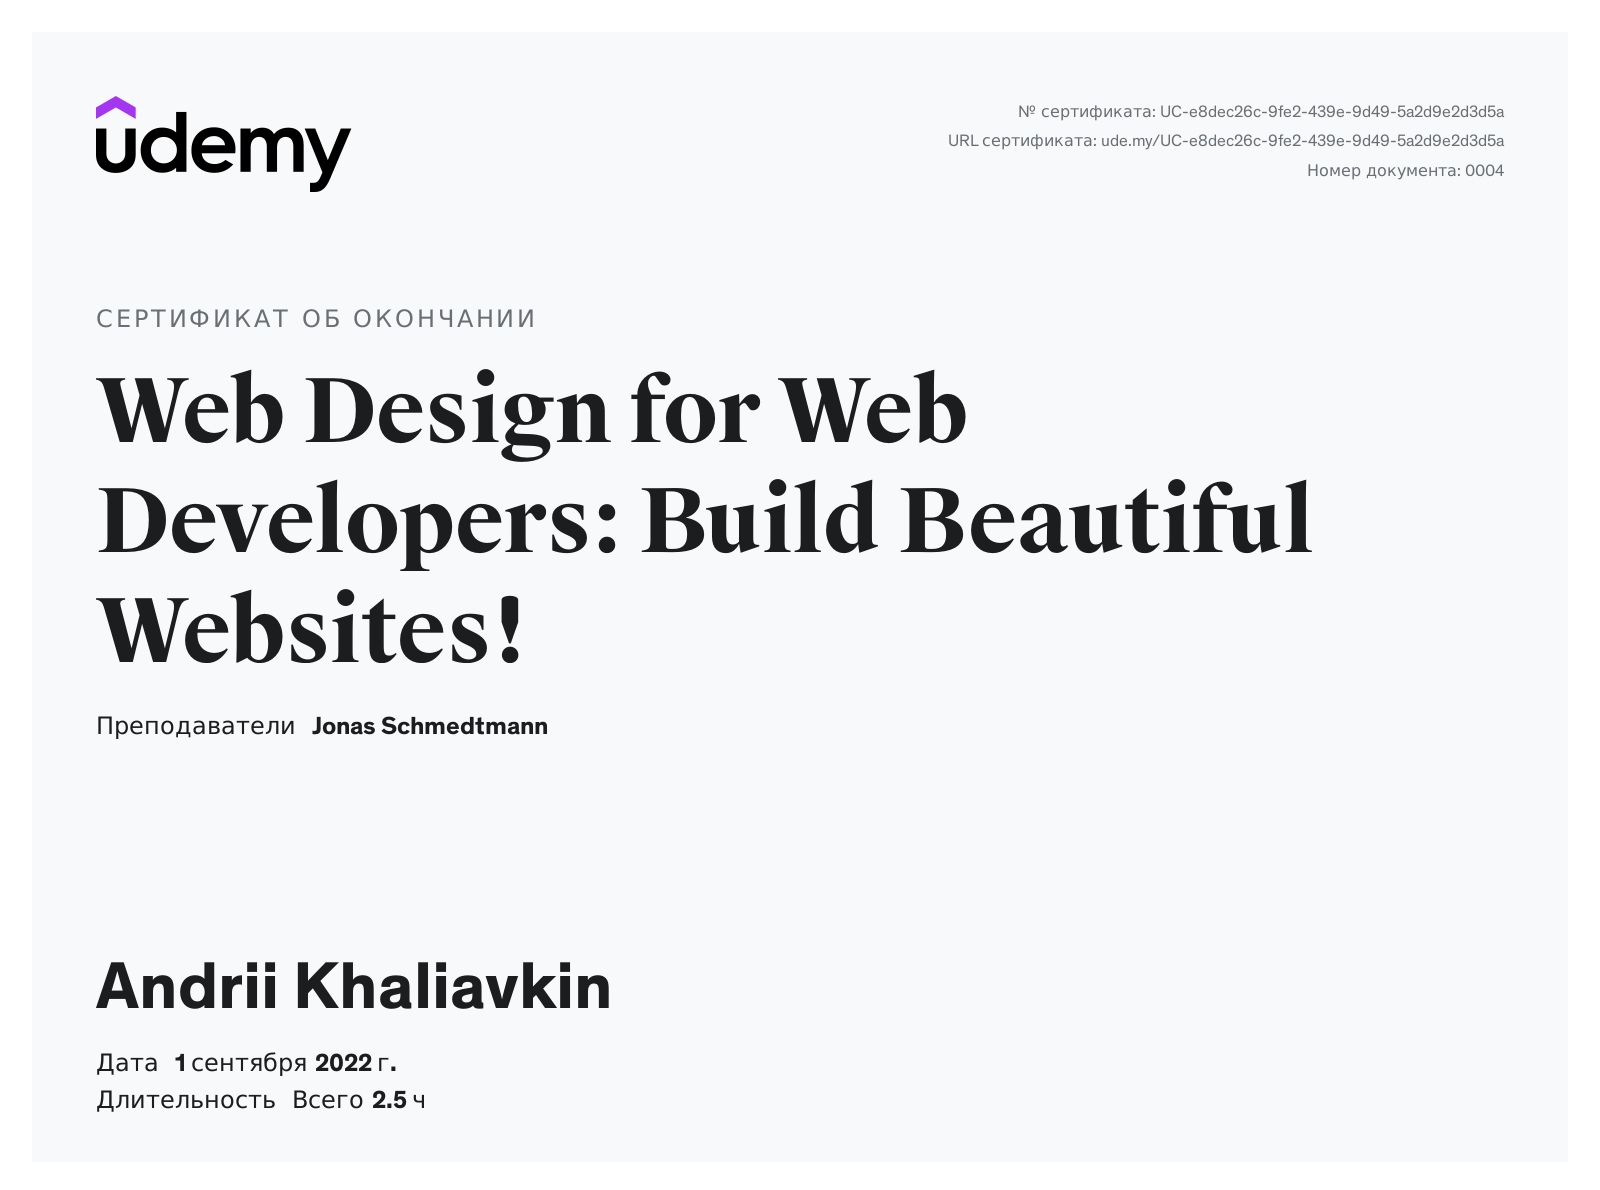 udemy
№ сертификата: UC-e8dec26c-9fe2-439e-9d49-5a2d9e2d3d5a
URL сертификата: ude.my/UC-e8dec26c-9fe2-439e-9d49-5a2d9e2d3d5a
Номер документа: 0004
СЕРТИФИКАТ ОБ ОКОНЧАНИИ
Web Design for Web
Developers: Build Beautiful
Websites!
Преподаватели Jonas Schmedtmann
Andrii Khaliavkin
Дата 1 сентября 2022 г.
Длительность Всего 2.5 ч